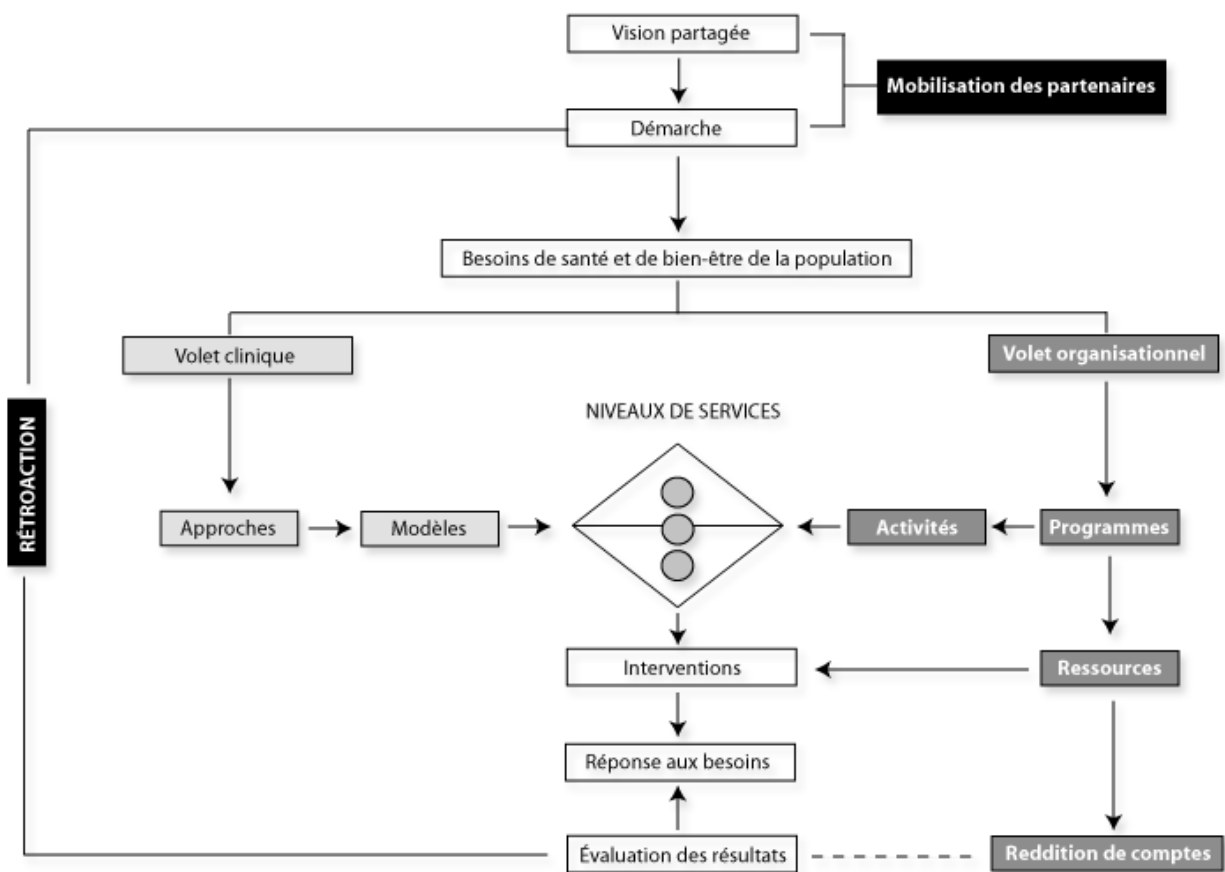 Vision partagée
Mobilisation des partenaires
Démarche
Besoins de santé et de bien-être de la population
Volet clinique
Volet organisationnel
NIVEAUX DE SERVICES
RÉTROACTION
Approches
Modèles
Activités
Programmes
Interventions
Ressources
Réponse aux besoins
Évaluation des résultats
Reddition de comptes